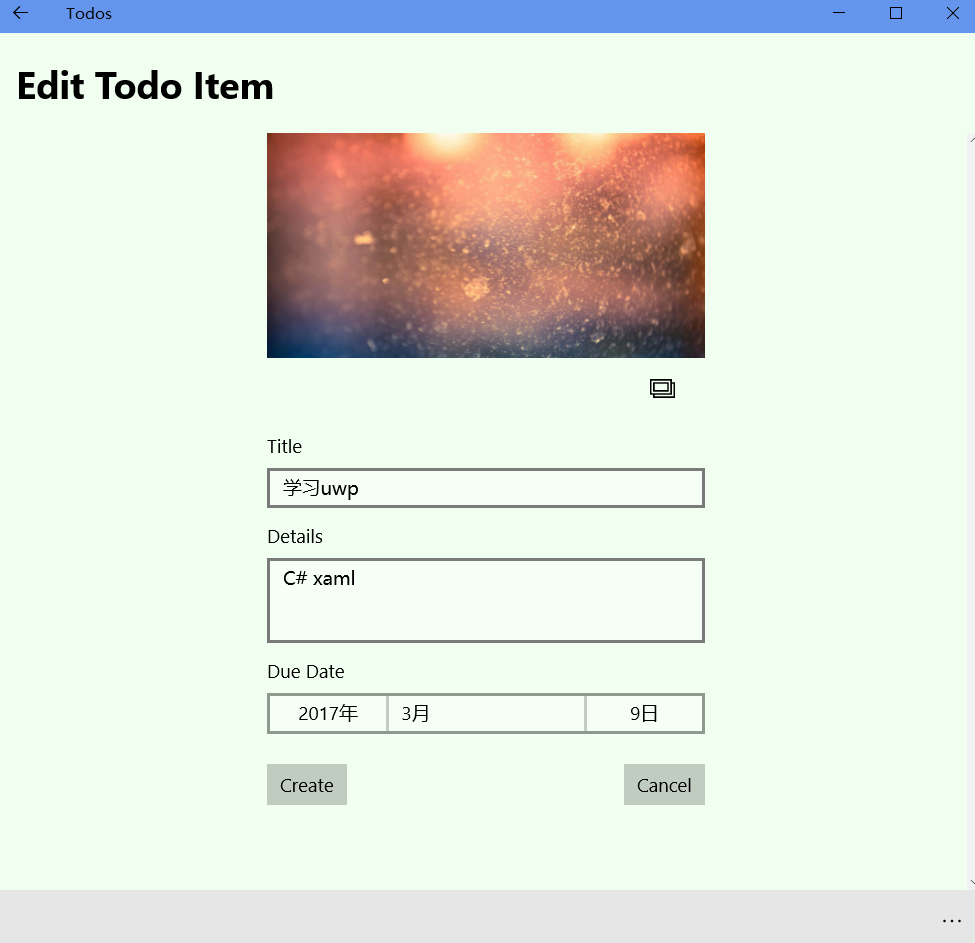 Todos
Edit Todo Item
Title
学习uwp
Details
C# xaml
Due Date
2017年 3月 9日
Create Cancel